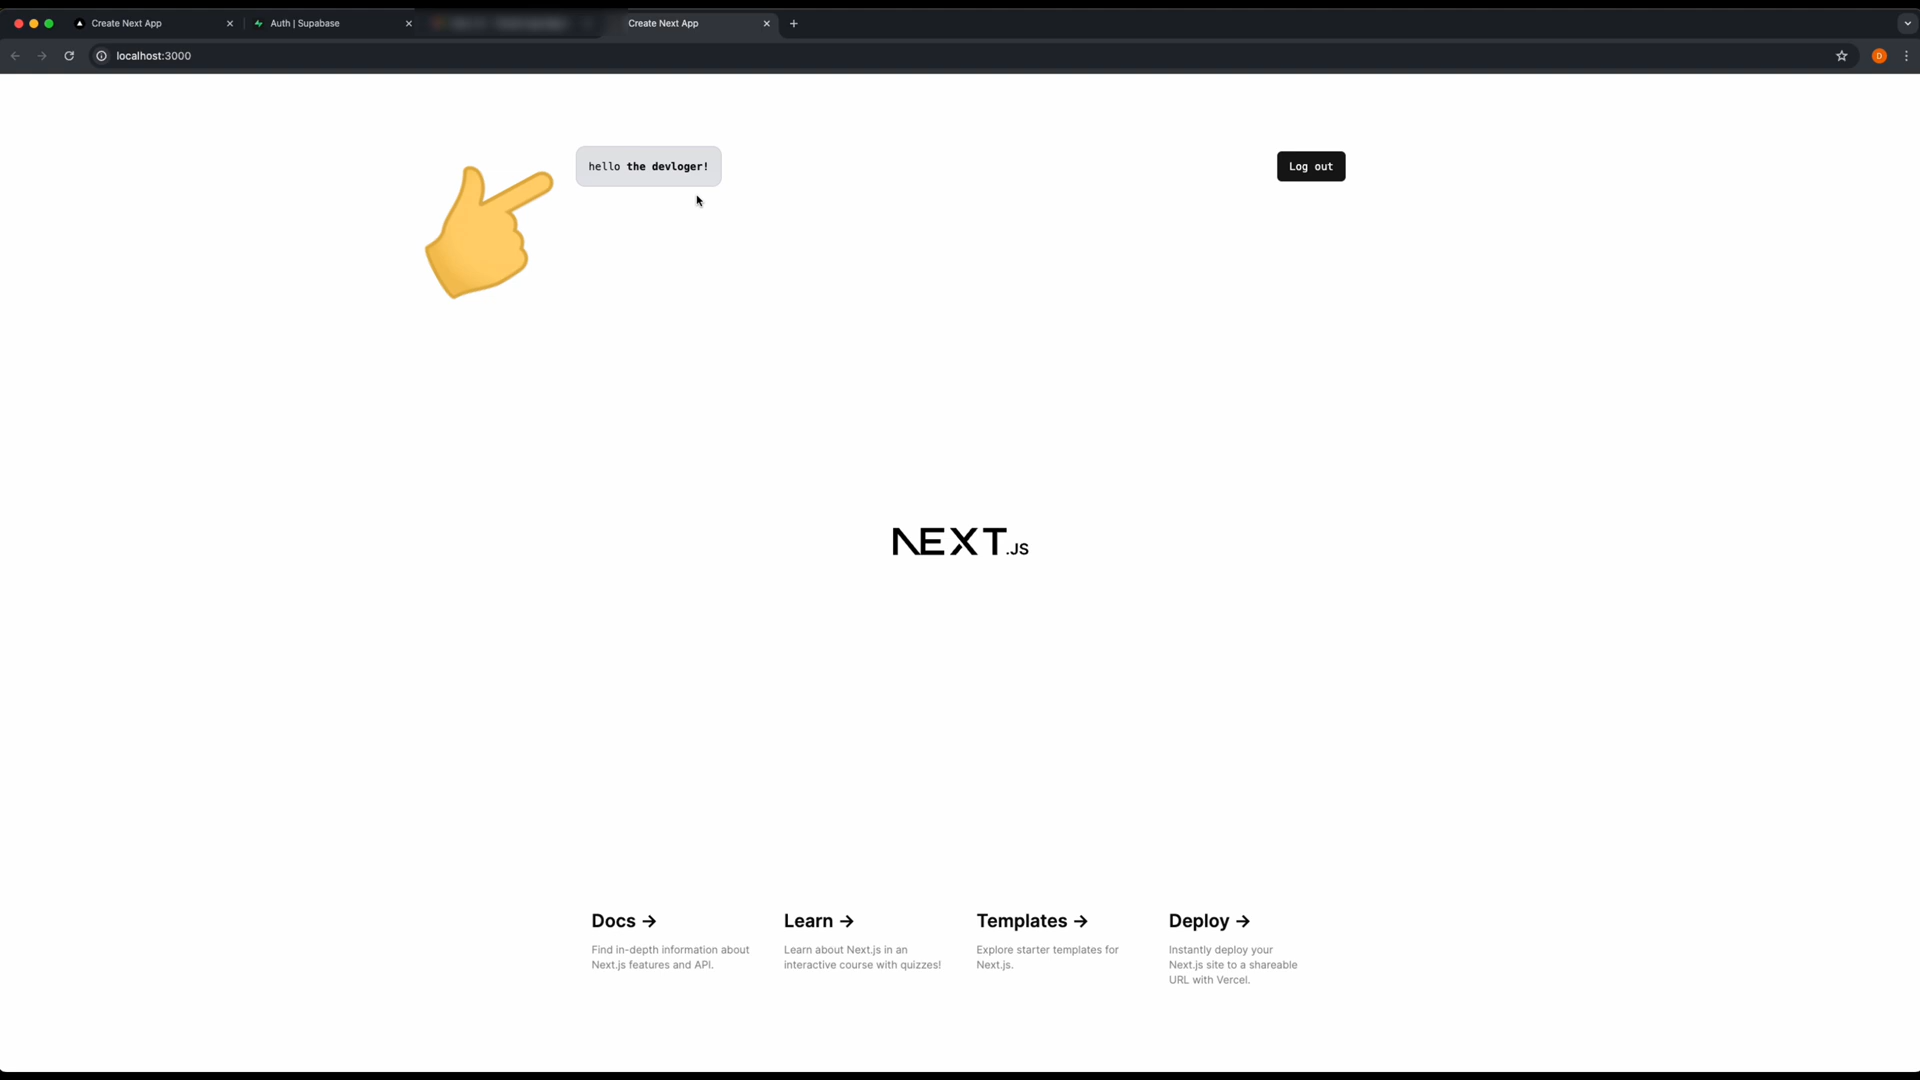 Create Next App
Auth | Supabase
Create Next App
localhost:3000
D
hello the devloger!
Log out
NEXT.JS
Docs →
Find in-depth information about
Next.js features and API.
Learn →
Learn about Next.js in an
interactive course with quizzes!
Templates →
Explore starter templates for
Next.js.
Deploy →
Instantly deploy your
Next.js site to a shareable
URL with Vercel.